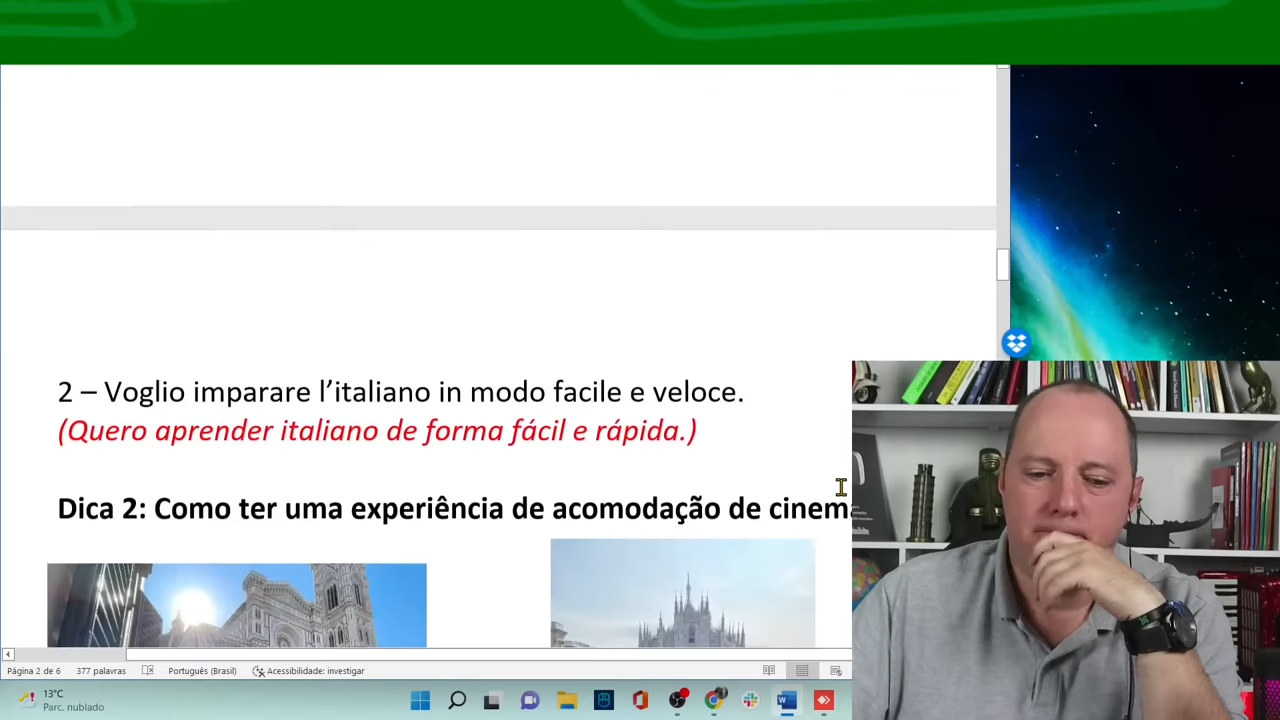 2 – Voglio imparare l’italiano in modo facile e veloce.
(Quero aprender italiano de forma fácil e rápida.)
Dica 2: Como ter uma experiência de acomodação de cinema
Página 2 de 6 377 palavras Português (Brasil) Acessibilidade: investigar
13°C
Parc. nublado